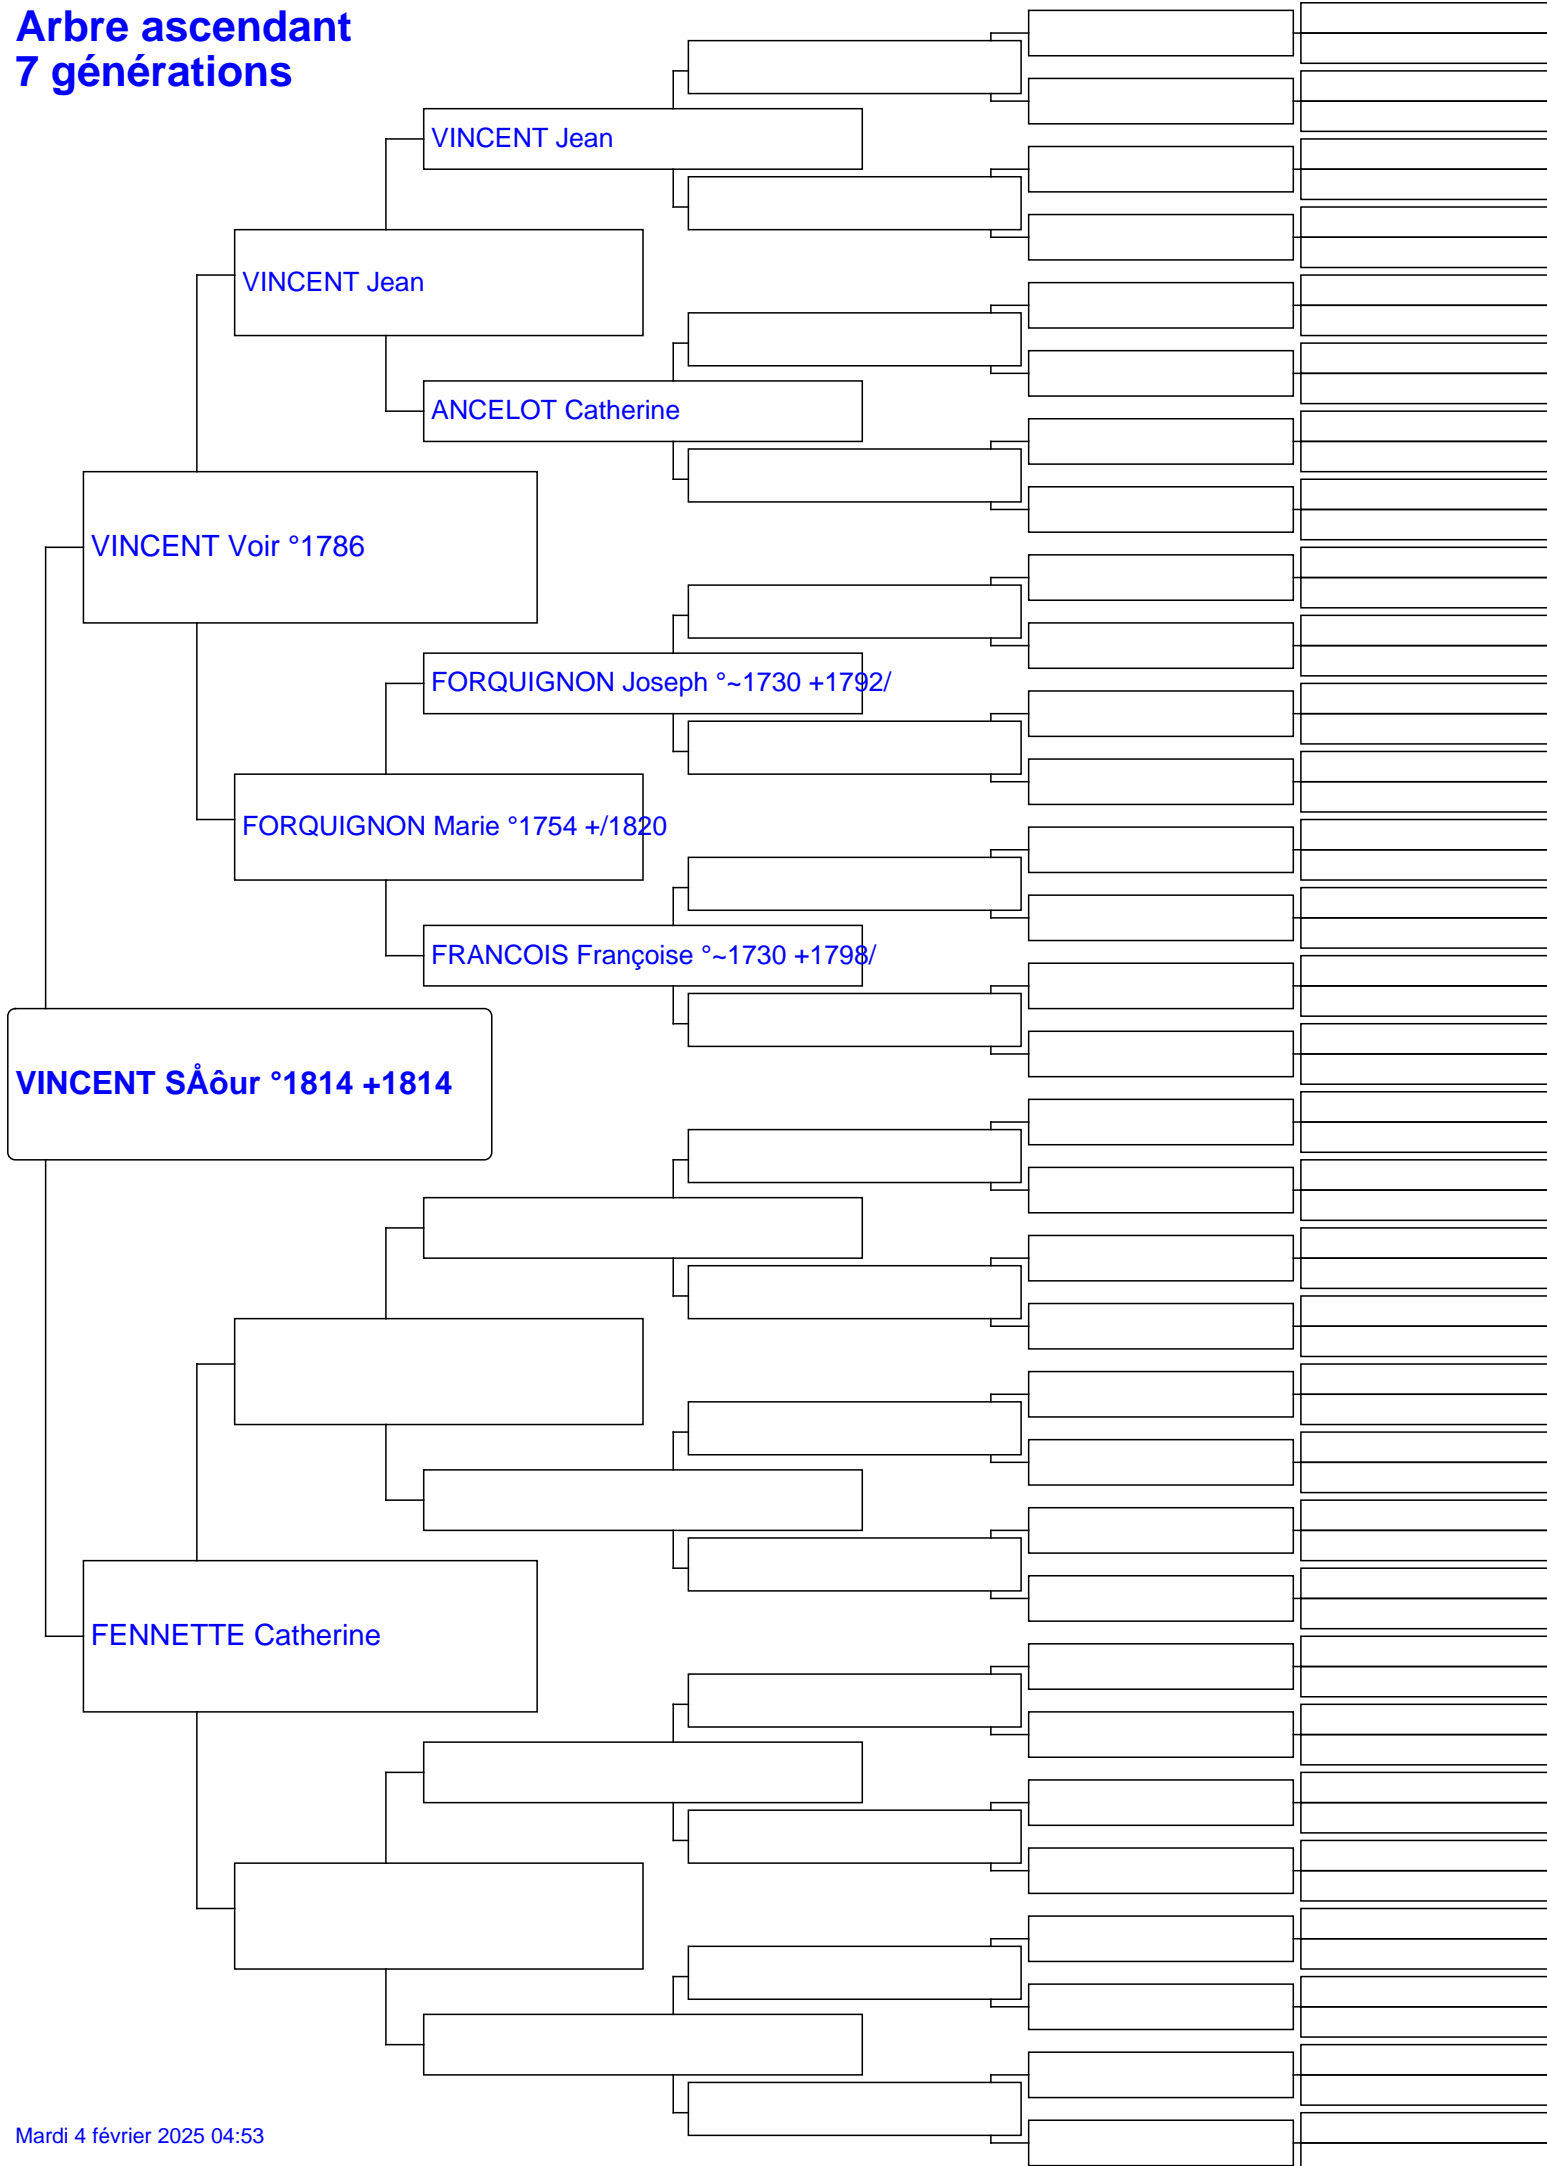 Arbre ascendant
7 générations
VINCENT Jean
VINCENT Jean
ANCELOT Catherine
VINCENT Voir °1786
FORQUIGNON Joseph °~1730 +1792/
FORQUIGNON Marie °1754 +/1820
FRANCOIS Françoise °~1730 +1798/
VINCENT SÅôur °1814 +1814
FENNETTE Catherine
Mardi 4 février 2025 04:53